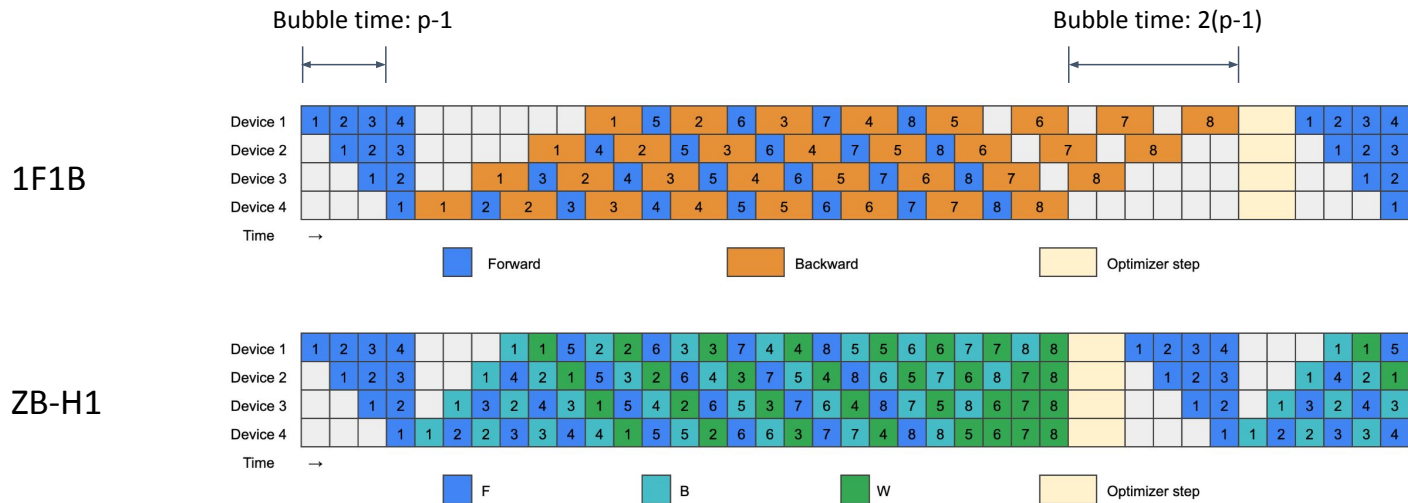 Bubble time: p-1 Bubble time: 2(p-1)
1F1B
Device 1 1 2 3 4 1 5 2 6 3 7 4 8 5 6 7 8 1 2 3 4
Device 2 1 2 3 1 4 2 5 3 6 4 7 5 8 6 7 8 1 2 3
Device 3 1 2 1 3 2 4 3 5 4 6 5 7 6 8 7 8 1 2
Device 4 1 1 2 2 3 3 4 4 5 5 6 6 7 7 8 8 1
Time →
Forward Backward Optimizer step
ZB-H1
Device 1 1 2 3 4 1 1 5 2 2 6 3 3 7 4 4 8 5 5 6 6 7 7 8 8 1 2 3 4 1 1 5
Device 2 1 2 3 1 4 2 1 5 3 2 6 4 3 7 5 4 8 6 5 7 6 8 7 8 1 2 3 1 4 2 1
Device 3 1 2 1 3 2 4 3 1 5 4 2 6 5 3 7 6 4 8 7 5 8 6 7 8 1 2 1 3 2 4 3
Device 4 1 1 2 2 3 3 4 4 1 5 5 2 6 6 3 7 7 4 8 8 5 6 7 8 1 1 2 2 3 3 4
Time →
F B W Optimizer step